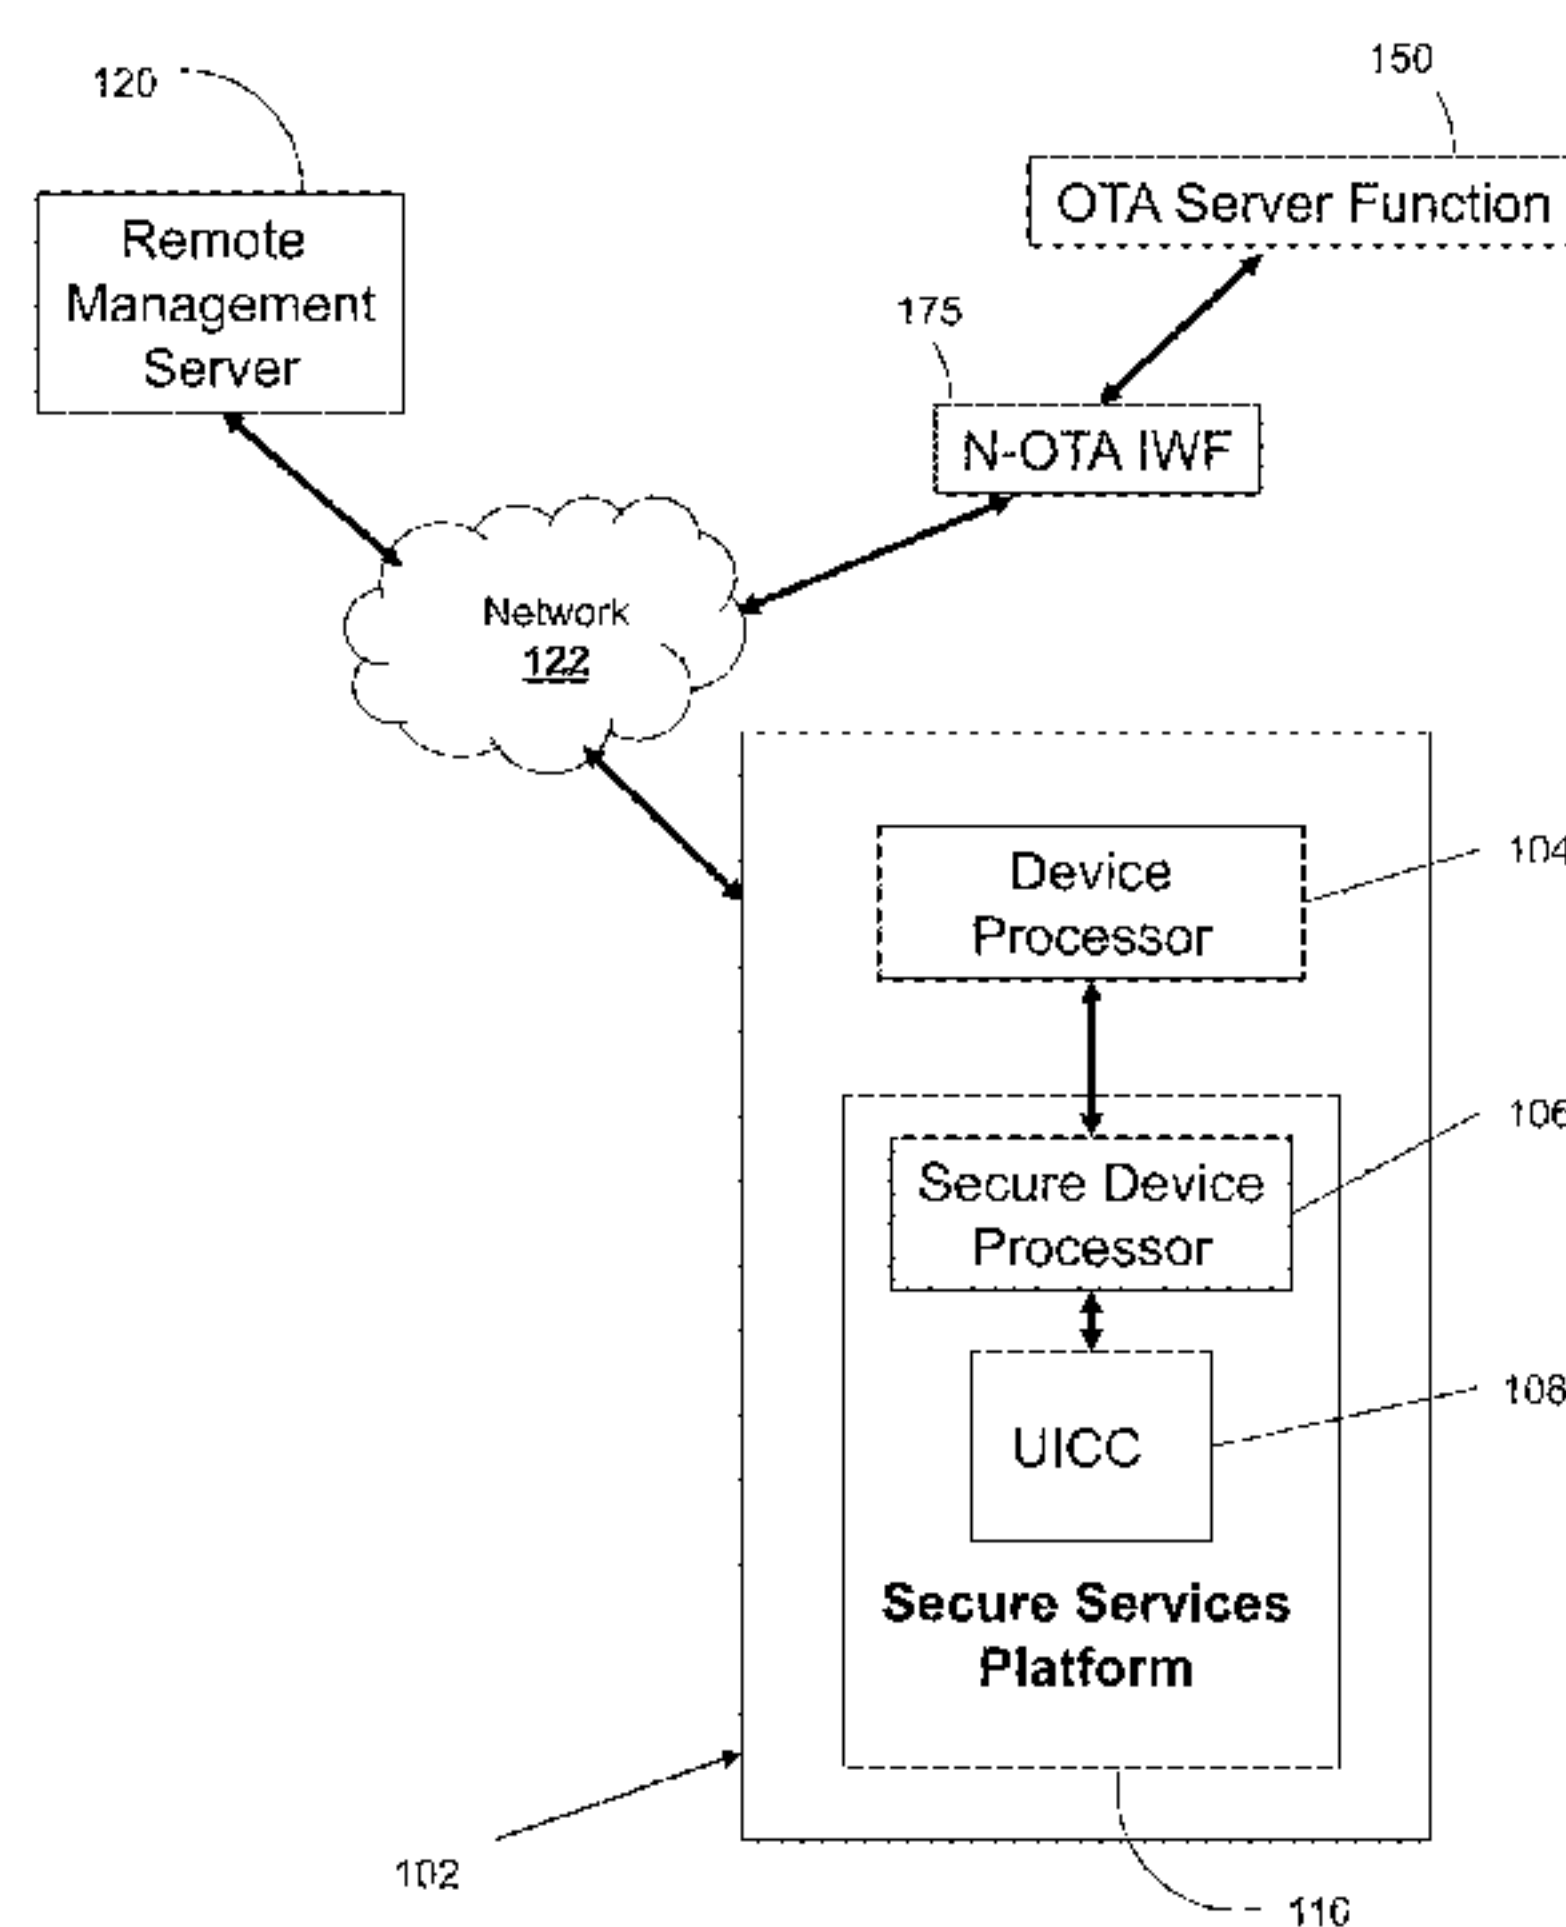 120
150
OTA Server Function
Remote
Management
Server
175
N-OTA IWF
Network
122
Device
Processor
104
106
Secure Device
Processor
108
UICC
Secure Services
Platform
102
110